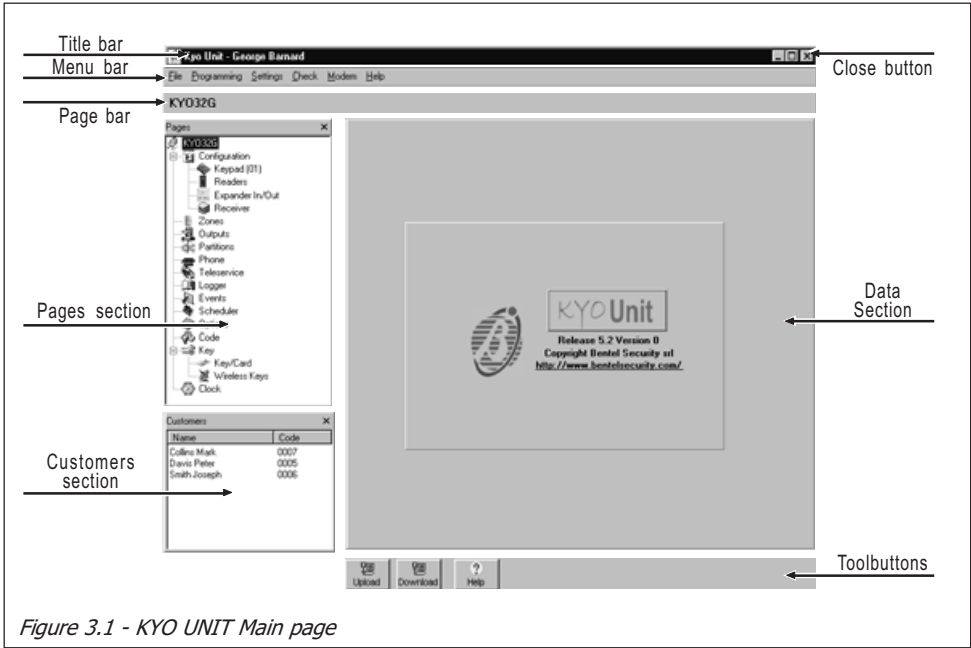 Title bar
Menu bar
Page bar
Pages section
Customers
section
Close button
Data
Section
Toolbuttons
Kyo Unit - George Barnard
File Programming Settings Check Modem Help
KYO32G
Pages
KYO32G
Configuration
Keypad (01)
Readers
Expander In/Out
Receiver
Zones
Outputs
Partitions
Phone
Teleservice
Logger
Events
Scheduler
Code
Key
Key/Card
Wireless Keys
Clock
Customers
Name Code
Collins Mark 0007
Davis Peter 0005
Smith Joseph 0006
KYO Unit
Release 5.2 Version 0
Copyright Bentel Security srl
http://www.bentelsecurity.com/
Upload Download Help
Figure 3.1 - KYO UNIT Main page